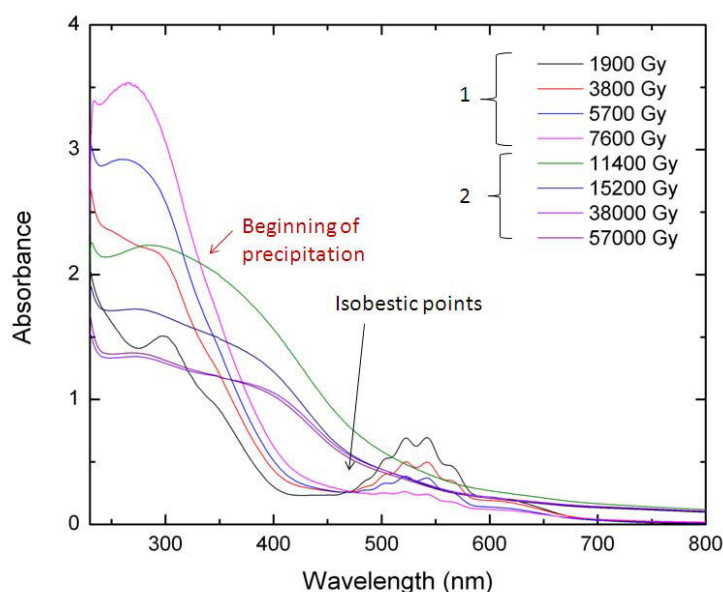 4
3
2
1
0
Absorbance
300
400
500
600
700
800
Wavelength (nm)
1
1900 Gy
3800 Gy
5700 Gy
7600 Gy
2
11400 Gy
15200 Gy
38000 Gy
57000 Gy
Beginning of
precipitation
Isobestic points